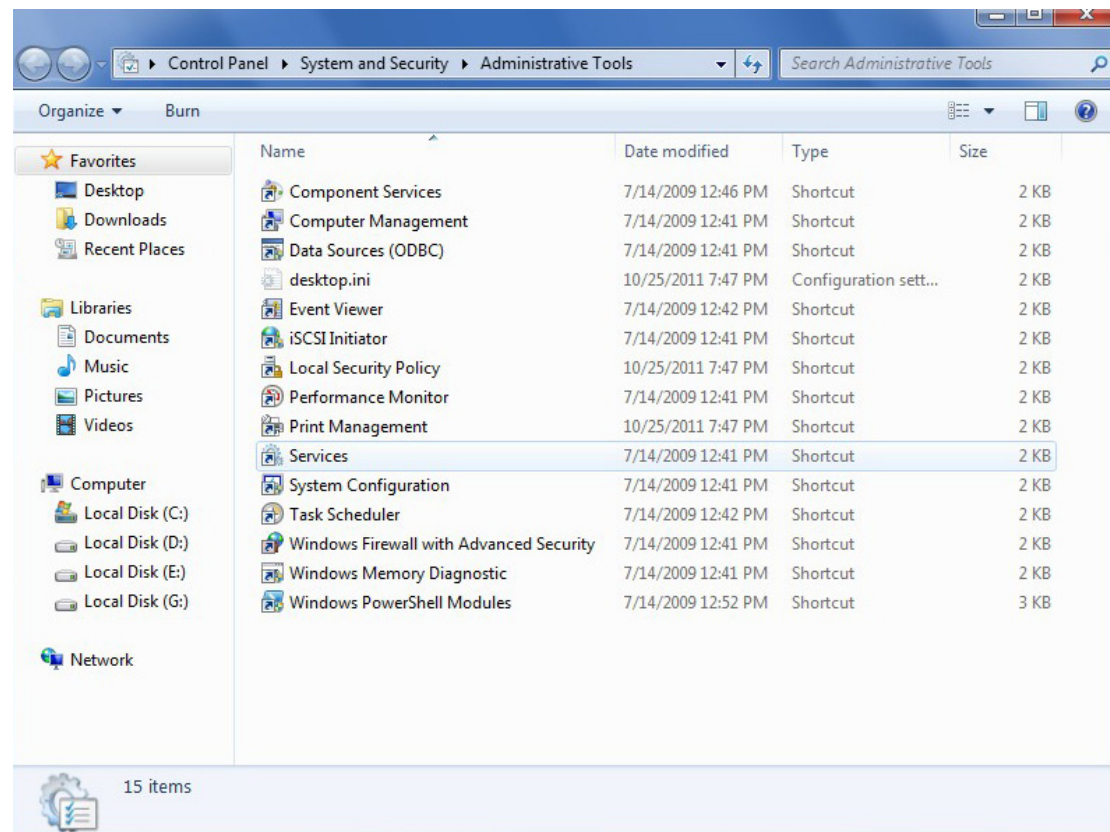 Control Panel System and Security Administrative Tools Search Administrative Tools
Organize Burn
Favorites
Desktop
Downloads
Recent Places
Libraries
Documents
Music
Pictures
Videos
Computer
Local Disk (C:)
Local Disk (D:)
Local Disk (E:)
Local Disk (G:)
Network
Name Date modified Type Size
Component Services 7/14/2009 12:46 PM Shortcut 2 KB
Computer Management 7/14/2009 12:41 PM Shortcut 2 KB
Data Sources (ODBC) 7/14/2009 12:41 PM Shortcut 2 KB
desktop.ini 10/25/2011 7:47 PM Configuration sett... 2 KB
Event Viewer 7/14/2009 12:42 PM Shortcut 2 KB
iSCSI Initiator 7/14/2009 12:41 PM Shortcut 2 KB
Local Security Policy 10/25/2011 7:47 PM Shortcut 2 KB
Performance Monitor 7/14/2009 12:41 PM Shortcut 2 KB
Print Management 10/25/2011 7:47 PM Shortcut 2 KB
Services 7/14/2009 12:41 PM Shortcut 2 KB
System Configuration 7/14/2009 12:41 PM Shortcut 2 KB
Task Scheduler 7/14/2009 12:42 PM Shortcut 2 KB
Windows Firewall with Advanced Security 7/14/2009 12:41 PM Shortcut 2 KB
Windows Memory Diagnostic 7/14/2009 12:41 PM Shortcut 2 KB
Windows PowerShell Modules 7/14/2009 12:52 PM Shortcut 3 KB
15 items